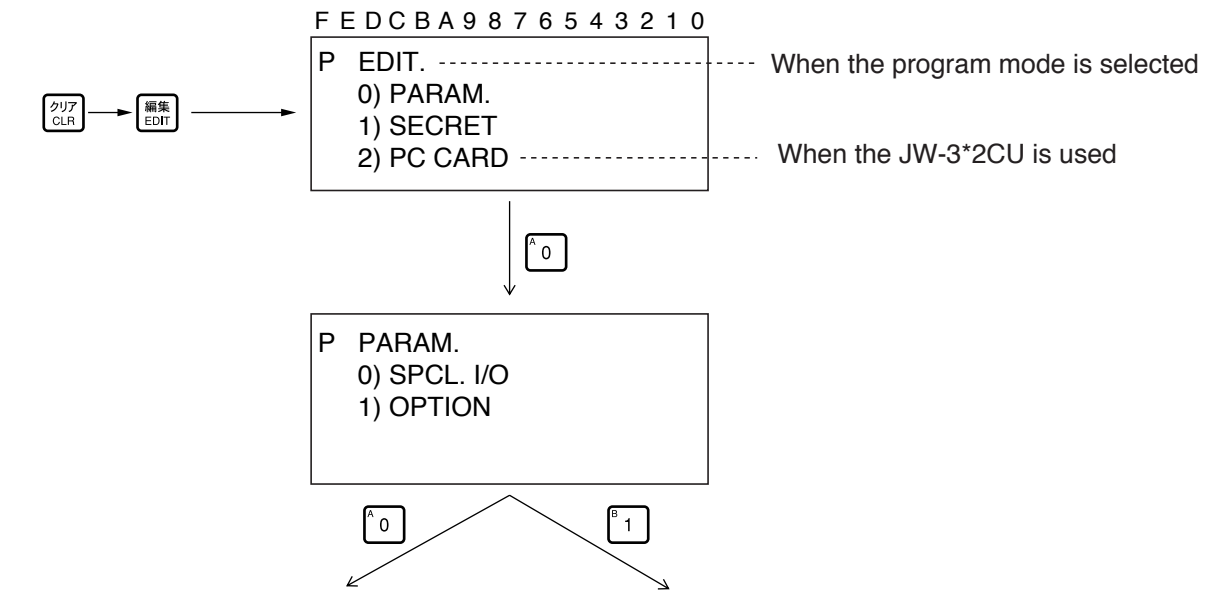 F E D C B A 9 8 7 6 5 4 3 2 1 0
P EDIT. When the program mode is selected
0) PARAM.
1) SECRET
2) PC CARD When the JW-3*2CU is used
クリア
CLR
編集
EDIT
A 0
P PARAM.
0) SPCL. I/O
1) OPTION
A 0
B 1